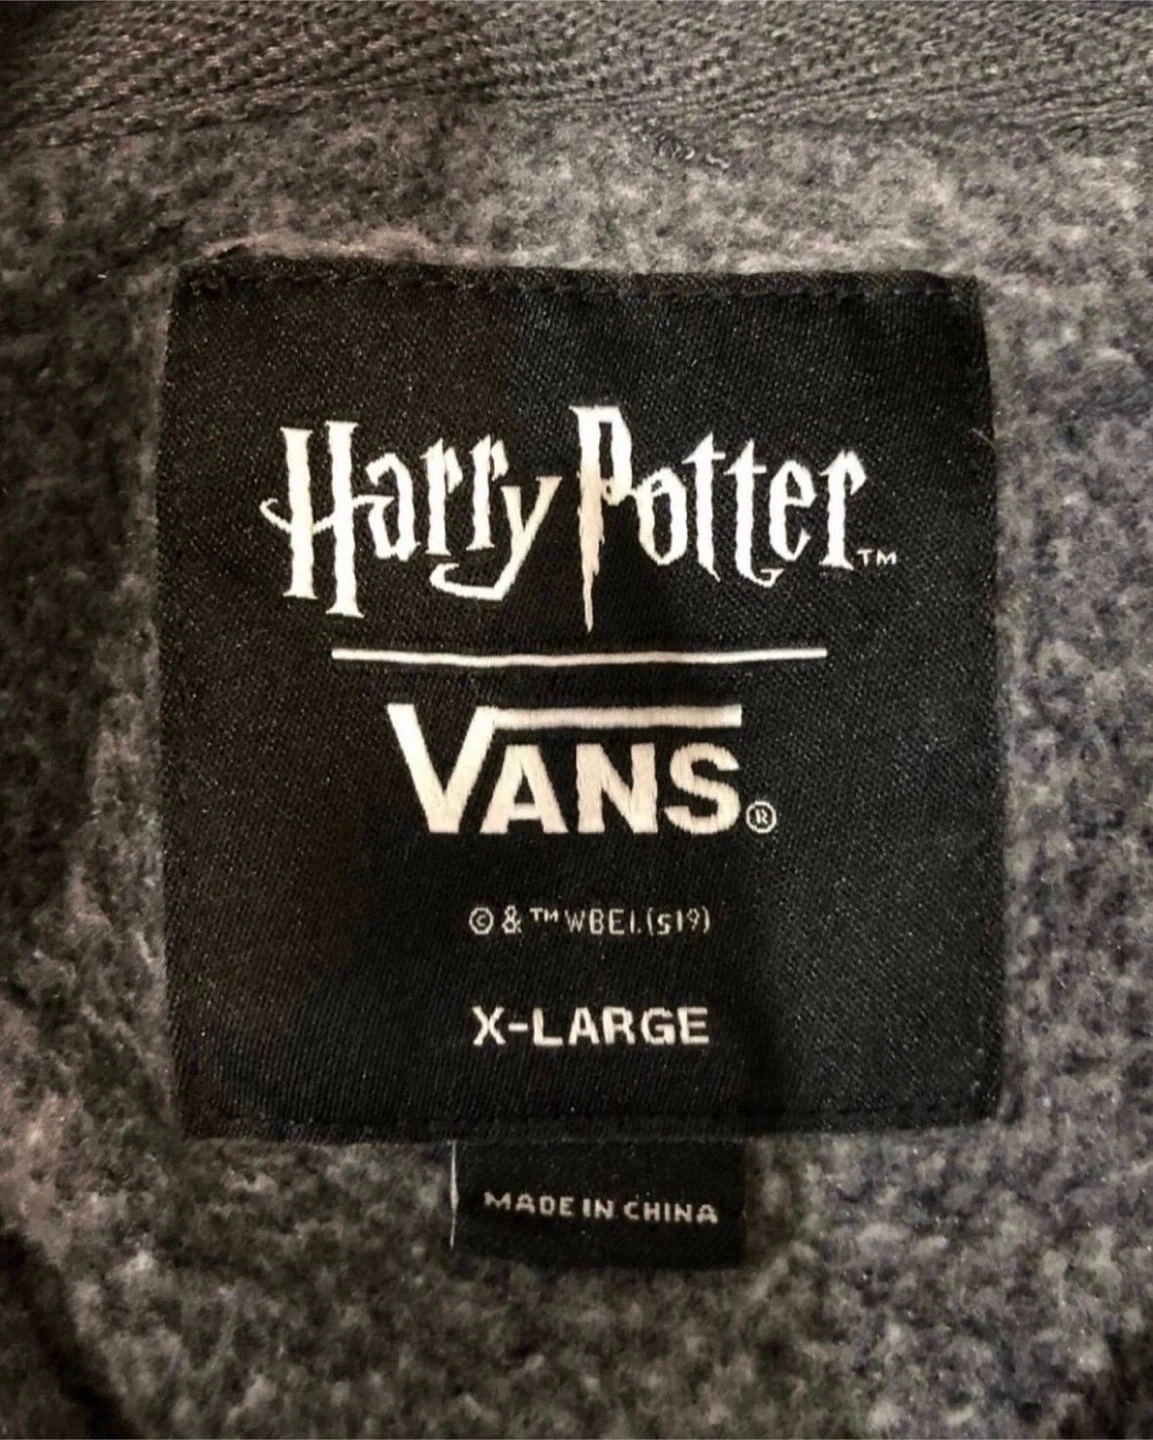 Harry Potter™
VANS®
© & ™ WBEI. (s19)
X-LARGE
MADE IN CHINA